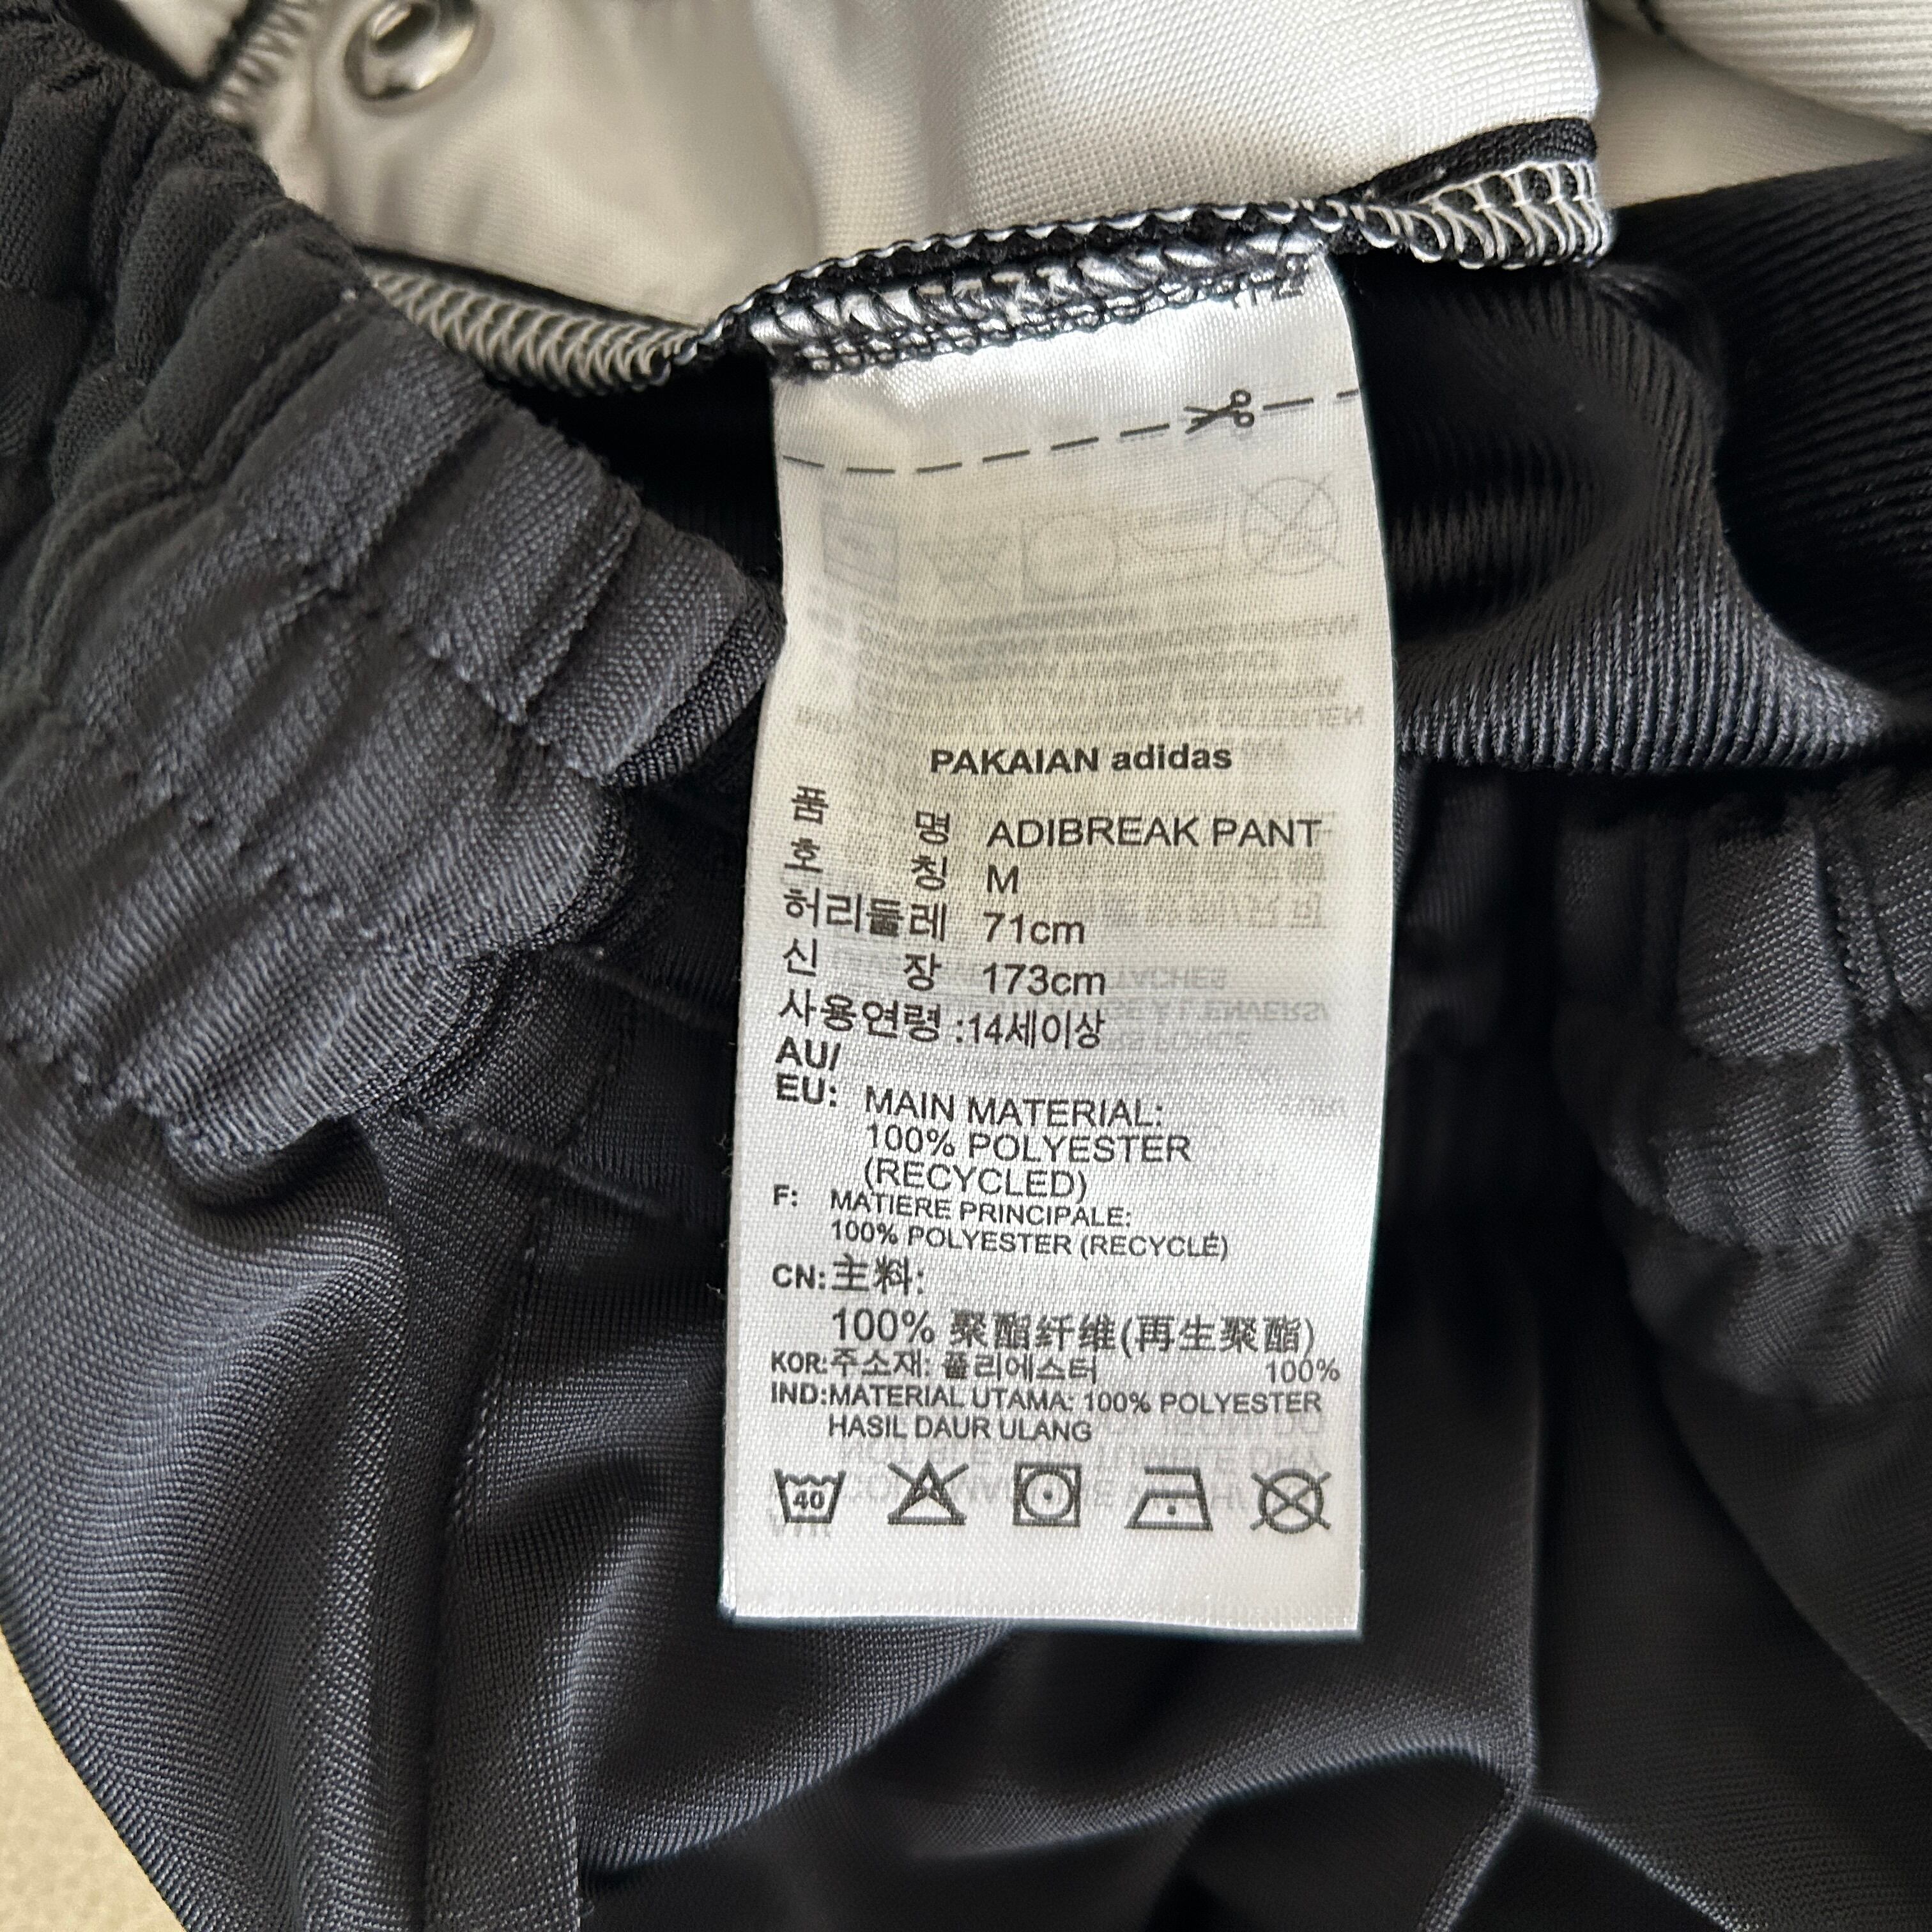 PAKAIAN adidas
품 명 ADIBREAK PANT
호 칭 M
허리둘레 71cm
신 장 173cm
사용연령 :14세이상
AU/
EU: MAIN MATERIAL:
100% POLYESTER
(RECYCLED)
F: MATIERE PRINCIPALE:
100% POLYESTER (RECYCLÉ)
CN:主料:
100% 聚酯纤维(再生聚酯)
KOR:주소재: 폴리에스터 100%
IND:MATERIAL UTAMA: 100% POLYESTER
HASIL DAUR ULANG
40